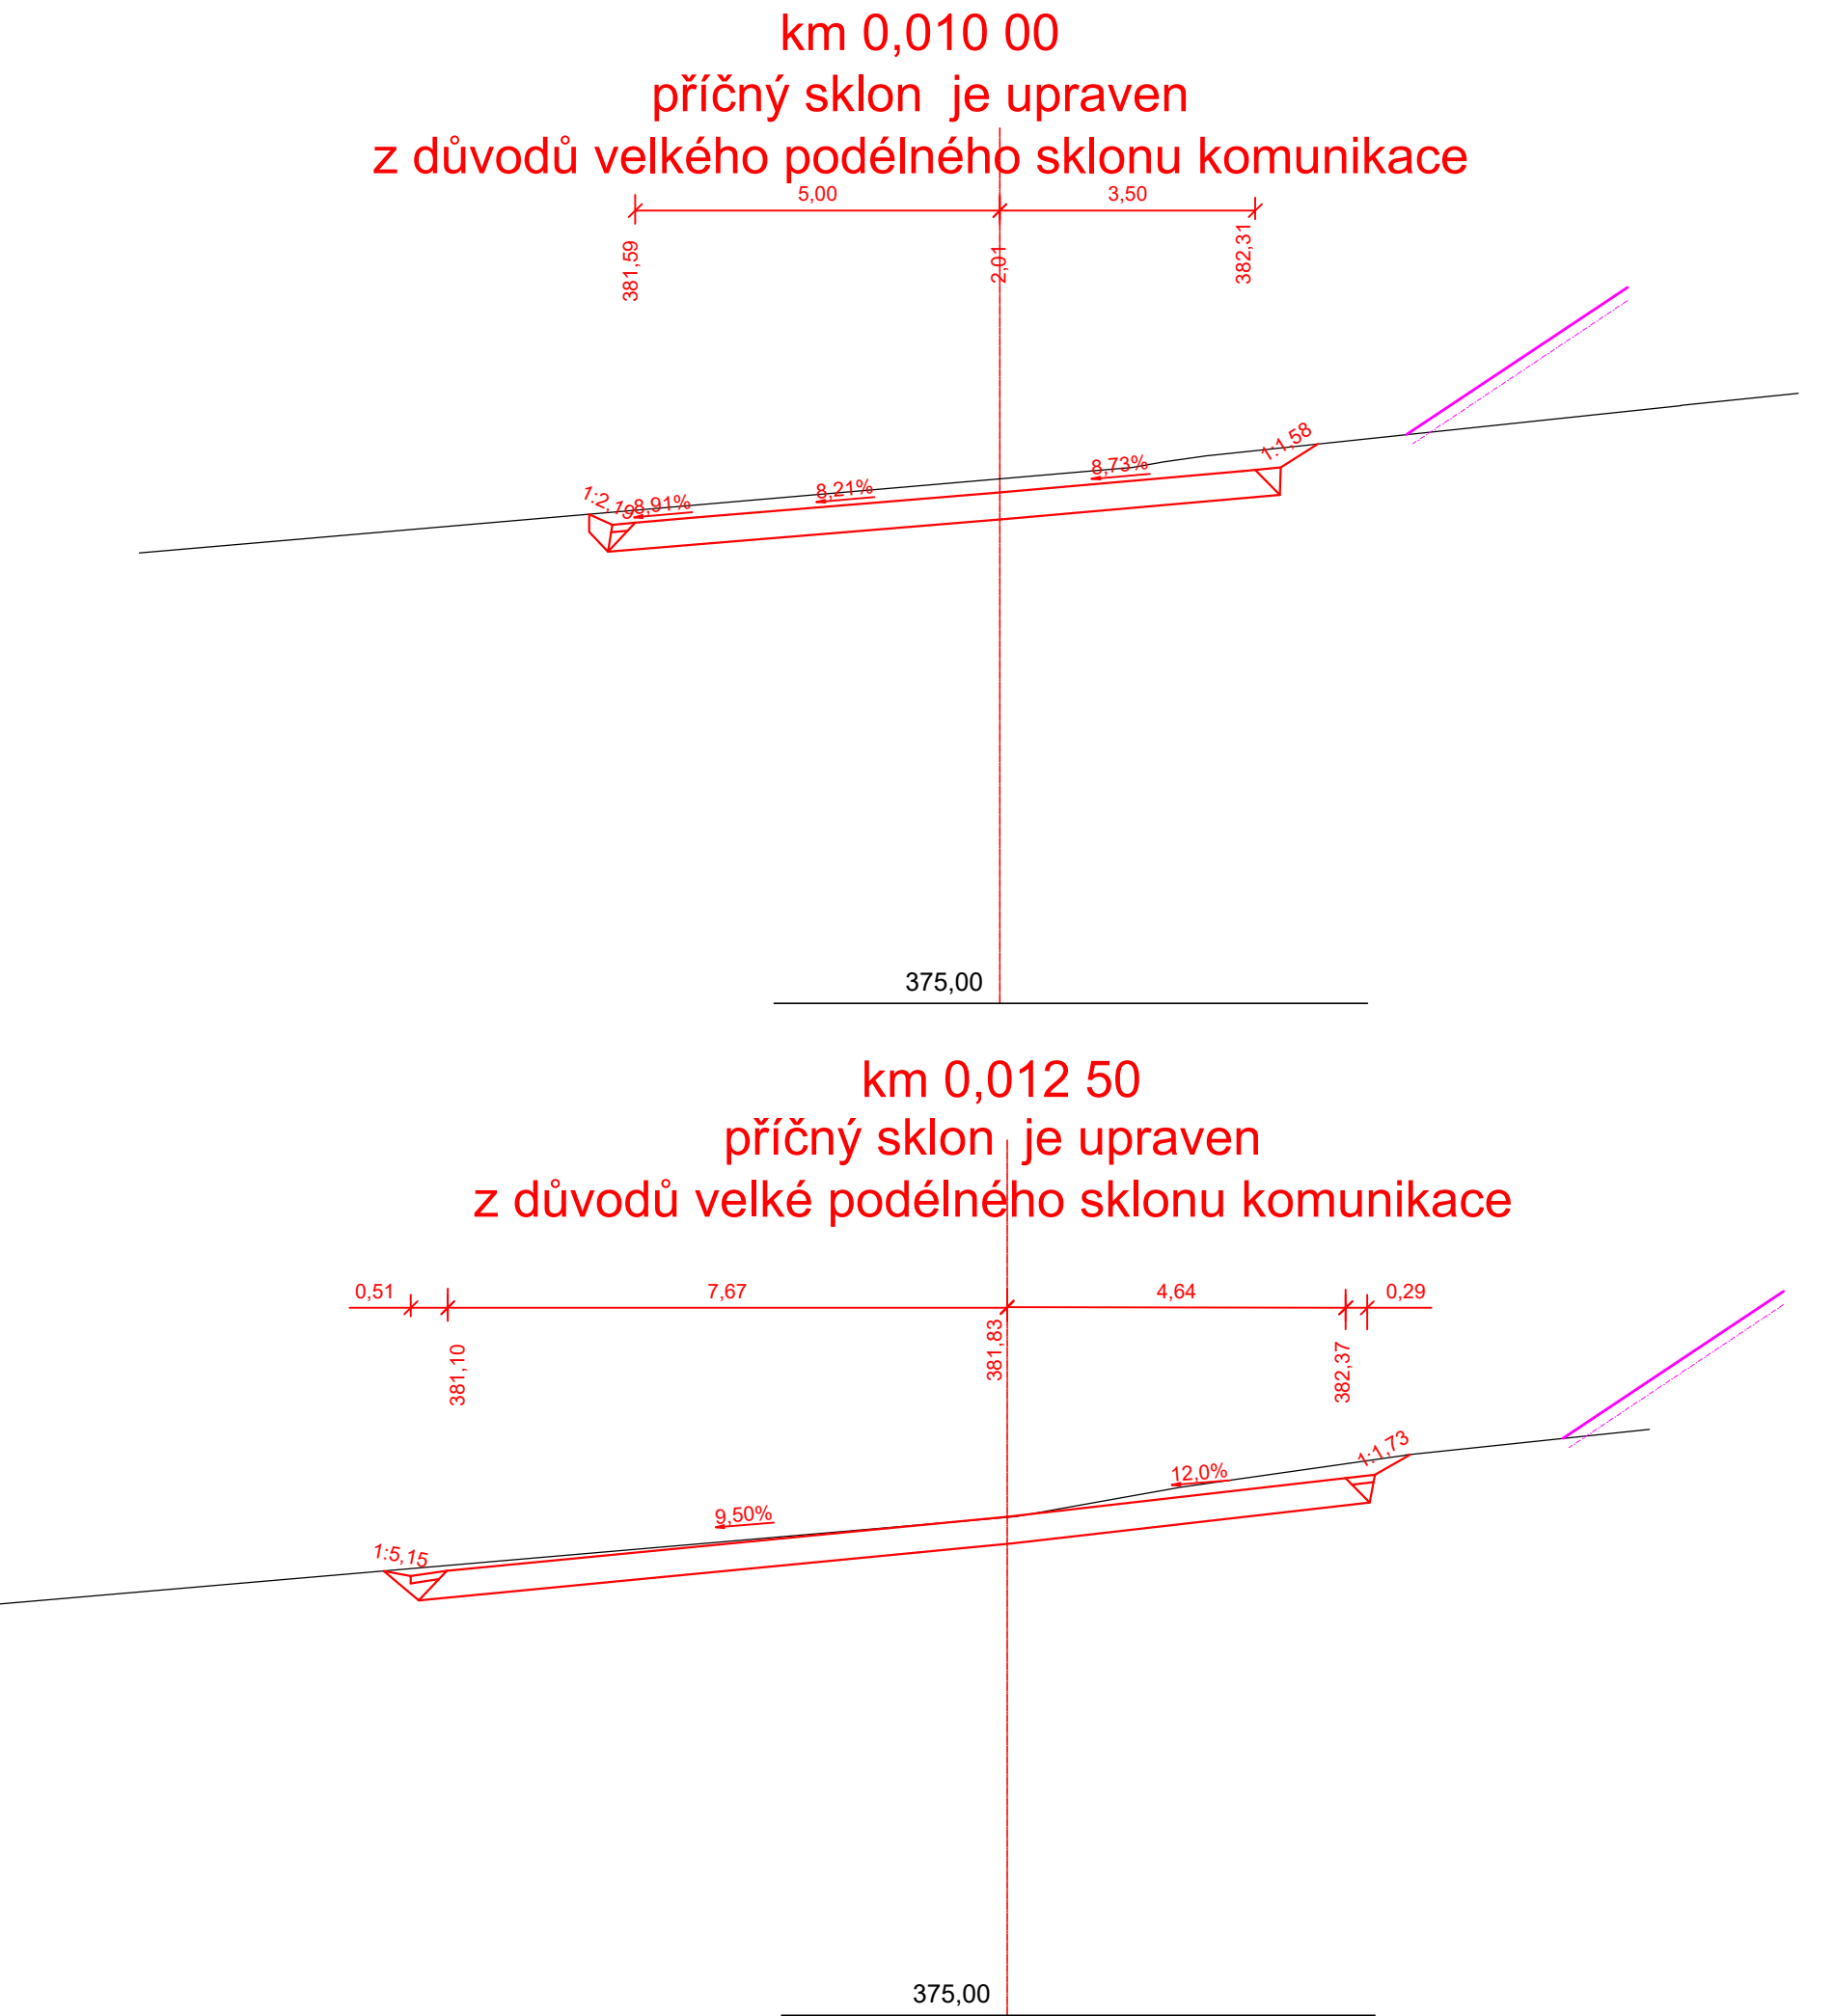 km 0,010 00
příčný sklon je upraven
z důvodů velkého podélného sklonu komunikace
5,00 3,50
381,59 2,01 382,31
1:1,58
8,73%
8,21%
1:2,19 8,91%
375,00
km 0,012 50
příčný sklon je upraven
z důvodů velké podélného sklonu komunikace
0,51 7,67 4,64 0,29
381,10 381,83 382,37
1:1,73
12,0%
9,50%
1:5,15
375,00